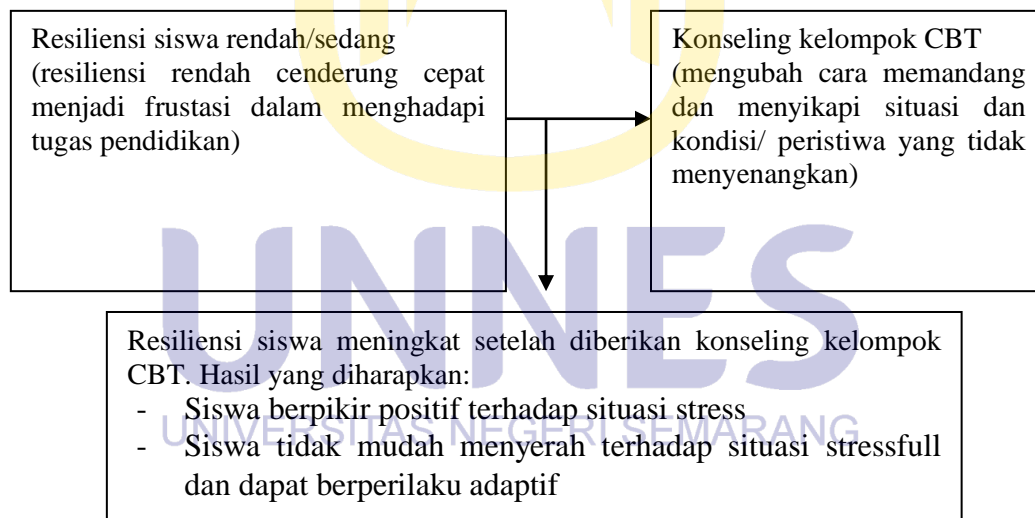 Resiliensi siswa rendah/sedang
(resiliensi rendah cenderung cepat
menjadi frustasi dalam menghadapi
tugas pendidikan)
Konseling kelompok CBT
(mengubah cara memandang
dan menyikapi situasi dan
kondisi/ peristiwa yang tidak
menyenangkan)
UNNES
Resiliensi siswa meningkat setelah diberikan konseling kelompok
CBT. Hasil yang diharapkan:
- Siswa berpikir positif terhadap situasi stress
UNIVERSITAS NEGERI SEMARANG
- Siswa tidak mudah menyerah terhadap situasi stressfull
dan dapat berperilaku adaptif